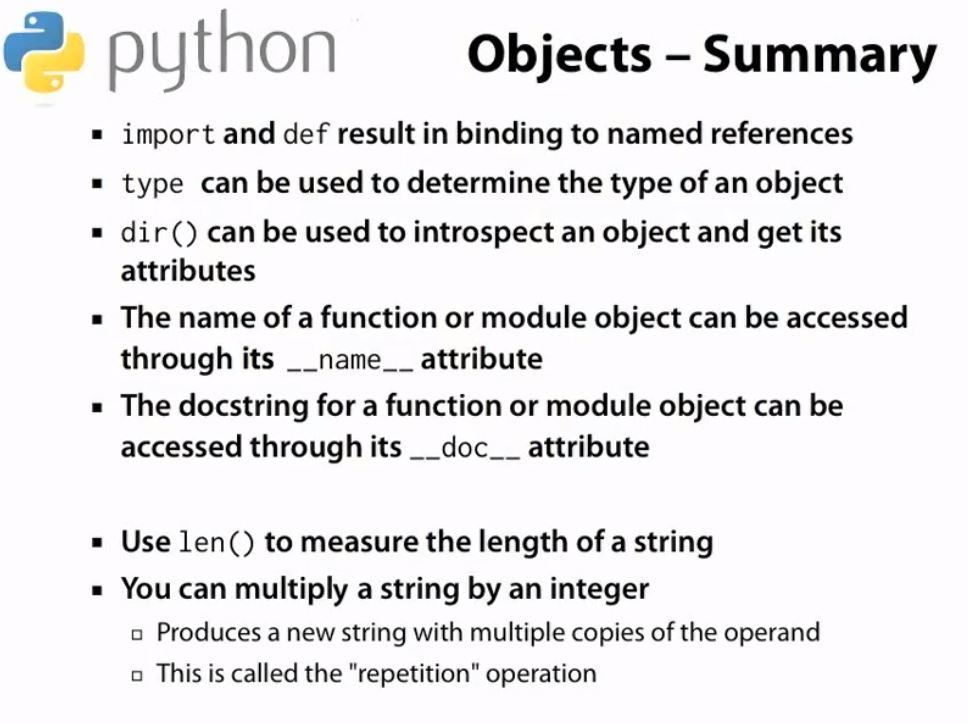 python
Objects – Summary
▪ import and def result in binding to named references
▪ type can be used to determine the type of an object
▪ dir() can be used to introspect an object and get its
attributes
▪ The name of a function or module object can be accessed
through its __name__ attribute
▪ The docstring for a function or module object can be
accessed through its __doc__ attribute
▪ Use len() to measure the length of a string
▪ You can multiply a string by an integer
▫ Produces a new string with multiple copies of the operand
▫ This is called the "repetition" operation